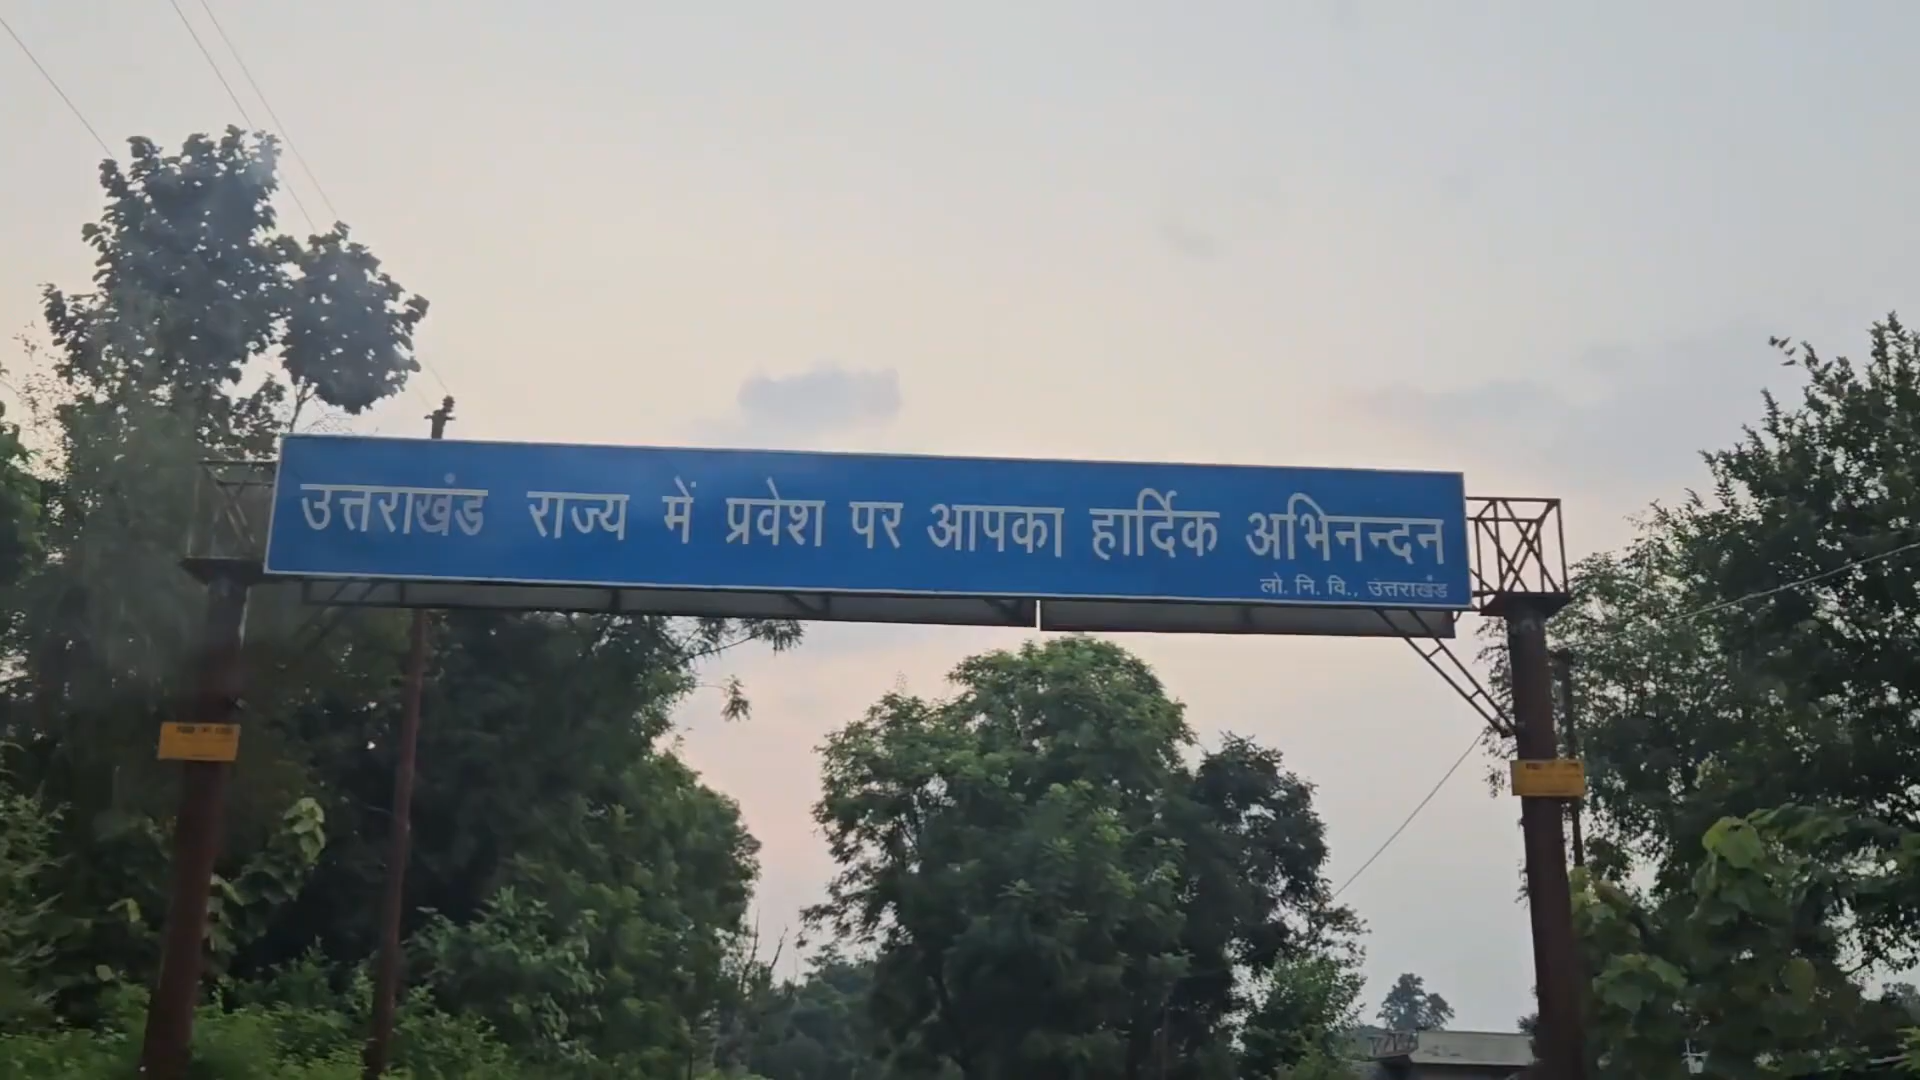 उत्तराखंड राज्य में प्रवेश पर आपका हार्दिक अभिनन्दन
लो. नि. वि., उत्तराखंड